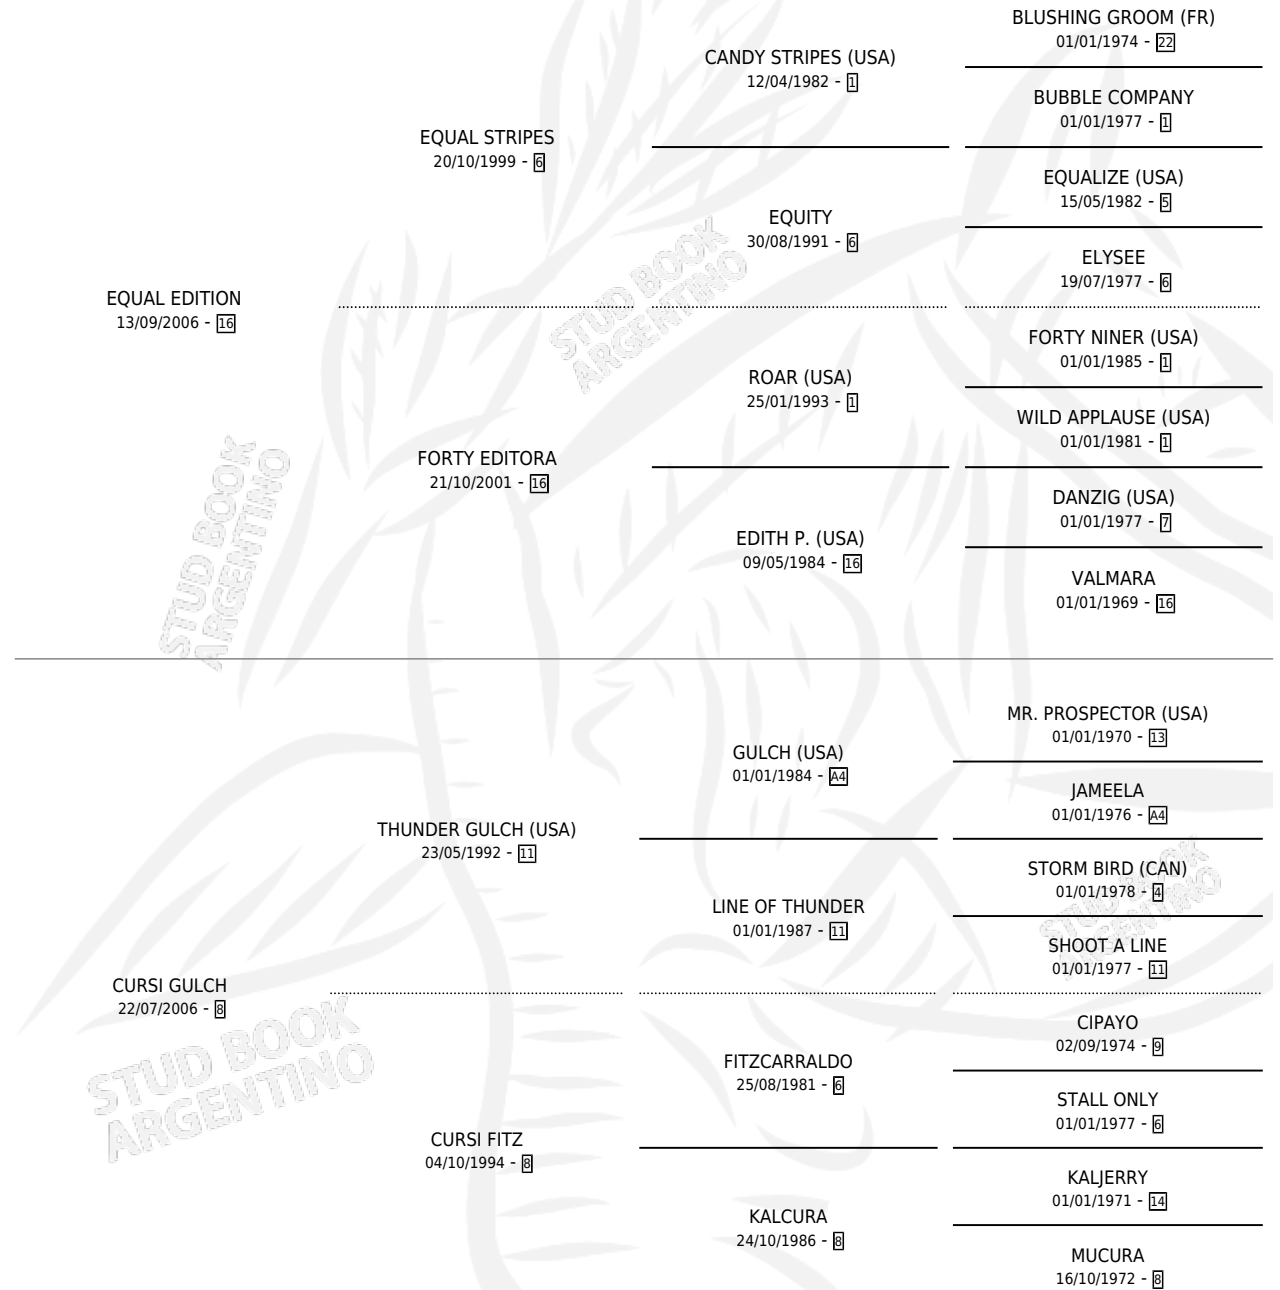 BLUSHING GROOM (FR)
01/01/1974 - 22
CANDY STRIPES (USA)
12/04/1982 - 1
BUBBLE COMPANY
01/01/1977 - 1
EQUAL STRIPES
20/10/1999 - 6
EQUALIZE (USA)
15/05/1982 - 5
EQUITY
30/08/1991 - 6
ELYSEE
19/07/1977 - 6
STUD BOOK
ARGENTINO
EQUAL EDITION
13/09/2006 - 16
FORTY NINER (USA)
01/01/1985 - 1
ROAR (USA)
25/01/1993 - 1
WILD APPLAUSE (USA)
01/01/1981 - 1
FORTY EDITORA
21/10/2001 - 16
DANZIG (USA)
01/01/1977 - 7
EDITH P. (USA)
09/05/1984 - 16
VALMARA
01/01/1969 - 16
STUD BOOK
ARGENTINO
MR. PROSPECTOR (USA)
01/01/1970 - 13
GULCH (USA)
01/01/1984 - A4
JAMEELA
01/01/1976 - A4
THUNDER GULCH (USA)
23/05/1992 - 11
STORM BIRD (CAN)
01/01/1978 - 4
STUD BOOK
ARGENTINO
LINE OF THUNDER
01/01/1987 - 11
SHOOT A LINE
01/01/1977 - 11
CURSI GULCH
22/07/2006 - 8
STUD BOOK
ARGENTINO
CIPAYO
02/09/1974 - 9
FITZCARRALDO
25/08/1981 - 6
STALL ONLY
01/01/1977 - 6
CURSI FITZ
04/10/1994 - 8
KALJERRY
01/01/1971 - 14
KALCURA
24/10/1986 - 8
MUCURA
16/10/1972 - 8